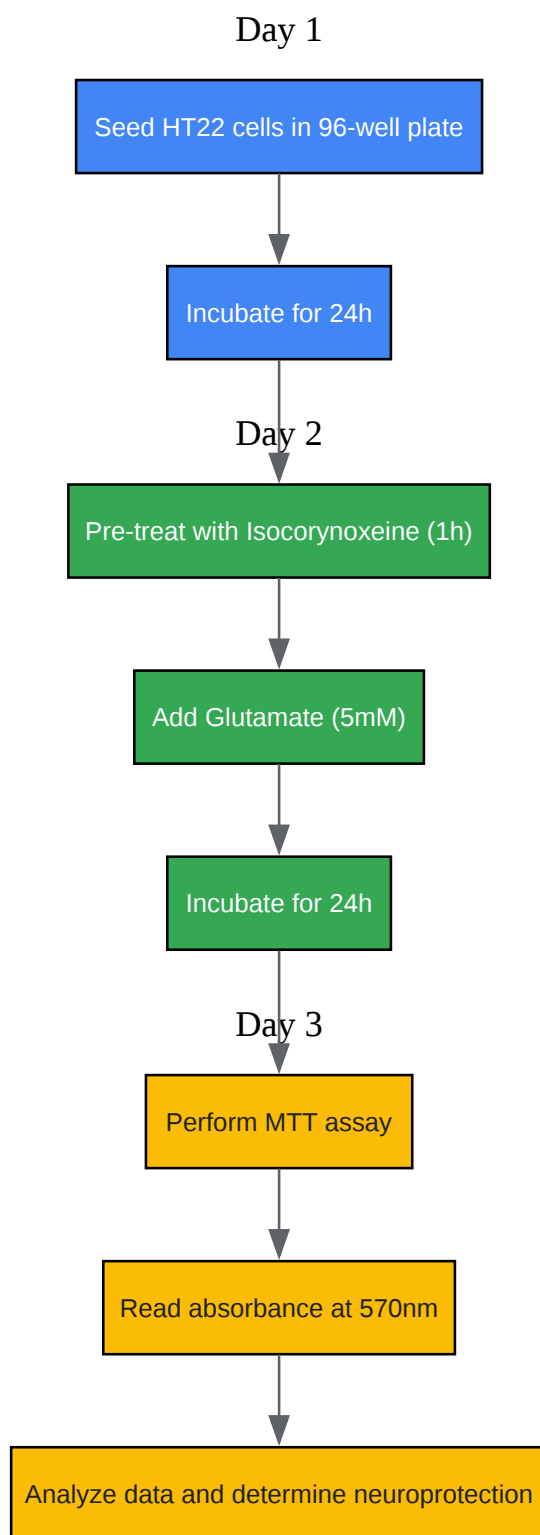 Day 1
Seed HT22 cells in 96-well plate
Incubate for 24h
Day 2
Pre-treat with Isocorynoxeine (1h)
Add Glutamate (5mM)
Incubate for 24h
Day 3
Perform MTT assay
Read absorbance at 570nm
Analyze data and determine neuroprotection